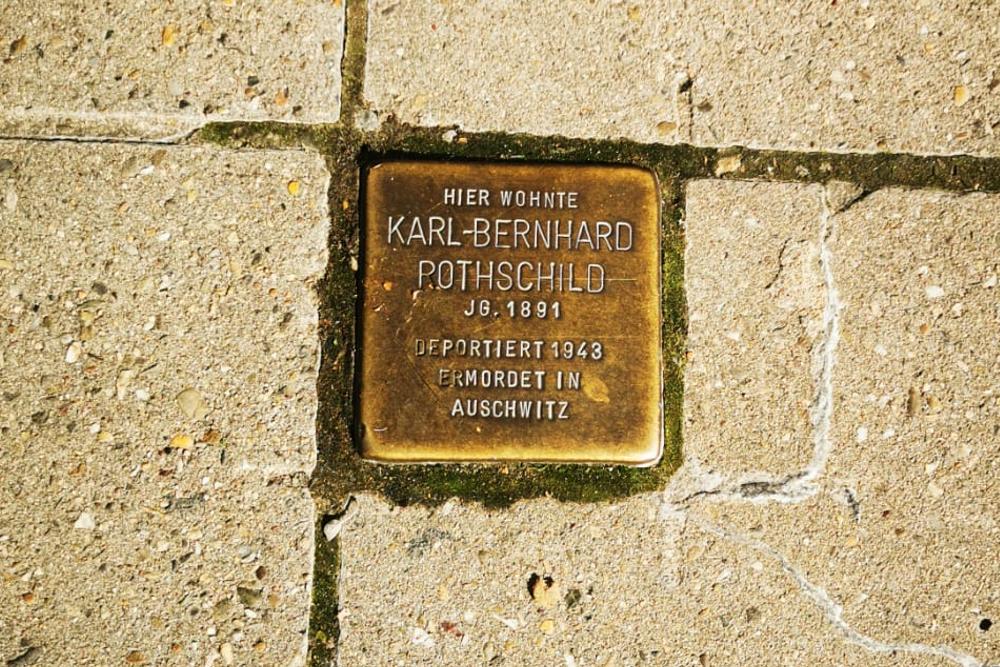 HIER WOHNTE
KARL-BERNHARD
ROTHSCHILD
JG. 1891
DEPORTIERT 1943
ERMORDET IN
AUSCHWITZ